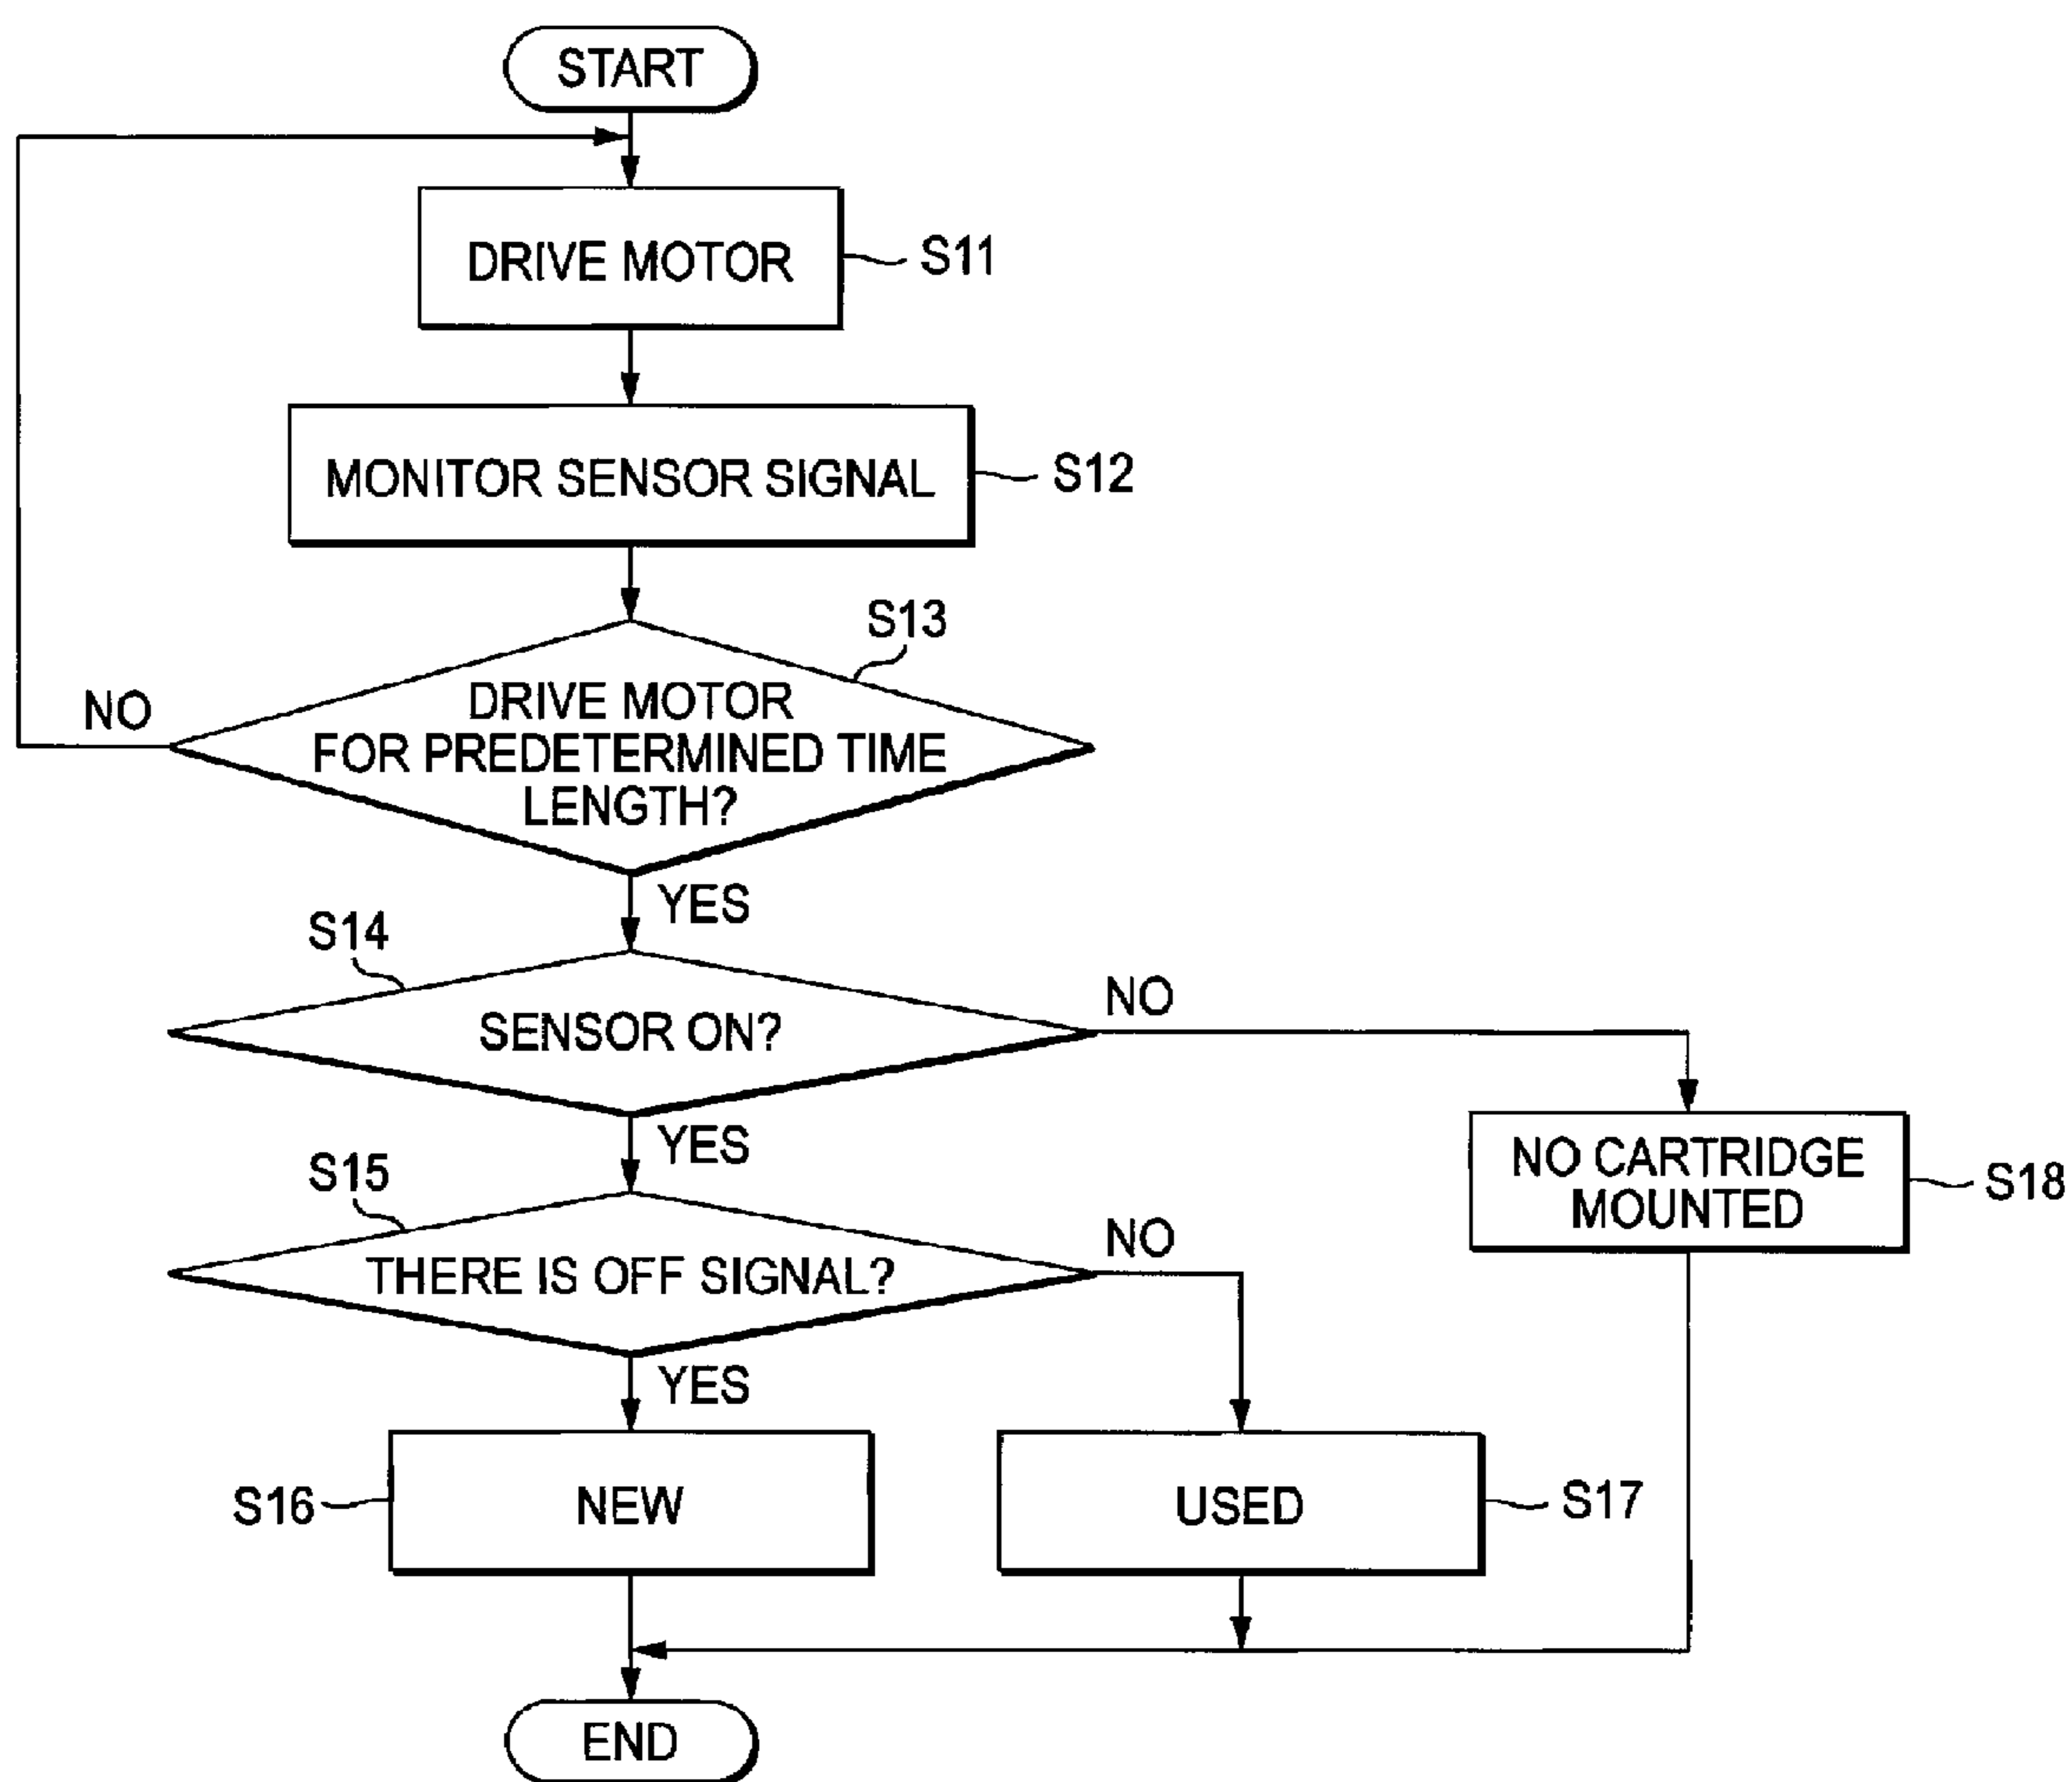 START
DRIVE MOTOR
S11
MONITOR SENSOR SIGNAL
S12
S13
DRIVE MOTOR
FOR PREDETERMINED TIME
LENGTH?
NO
YES
S14
SENSOR ON?
NO
YES
NO CARTRIDGE
MOUNTED
S18
S15
THERE IS OFF SIGNAL?
NO
YES
S16
NEW
USED
S17
END